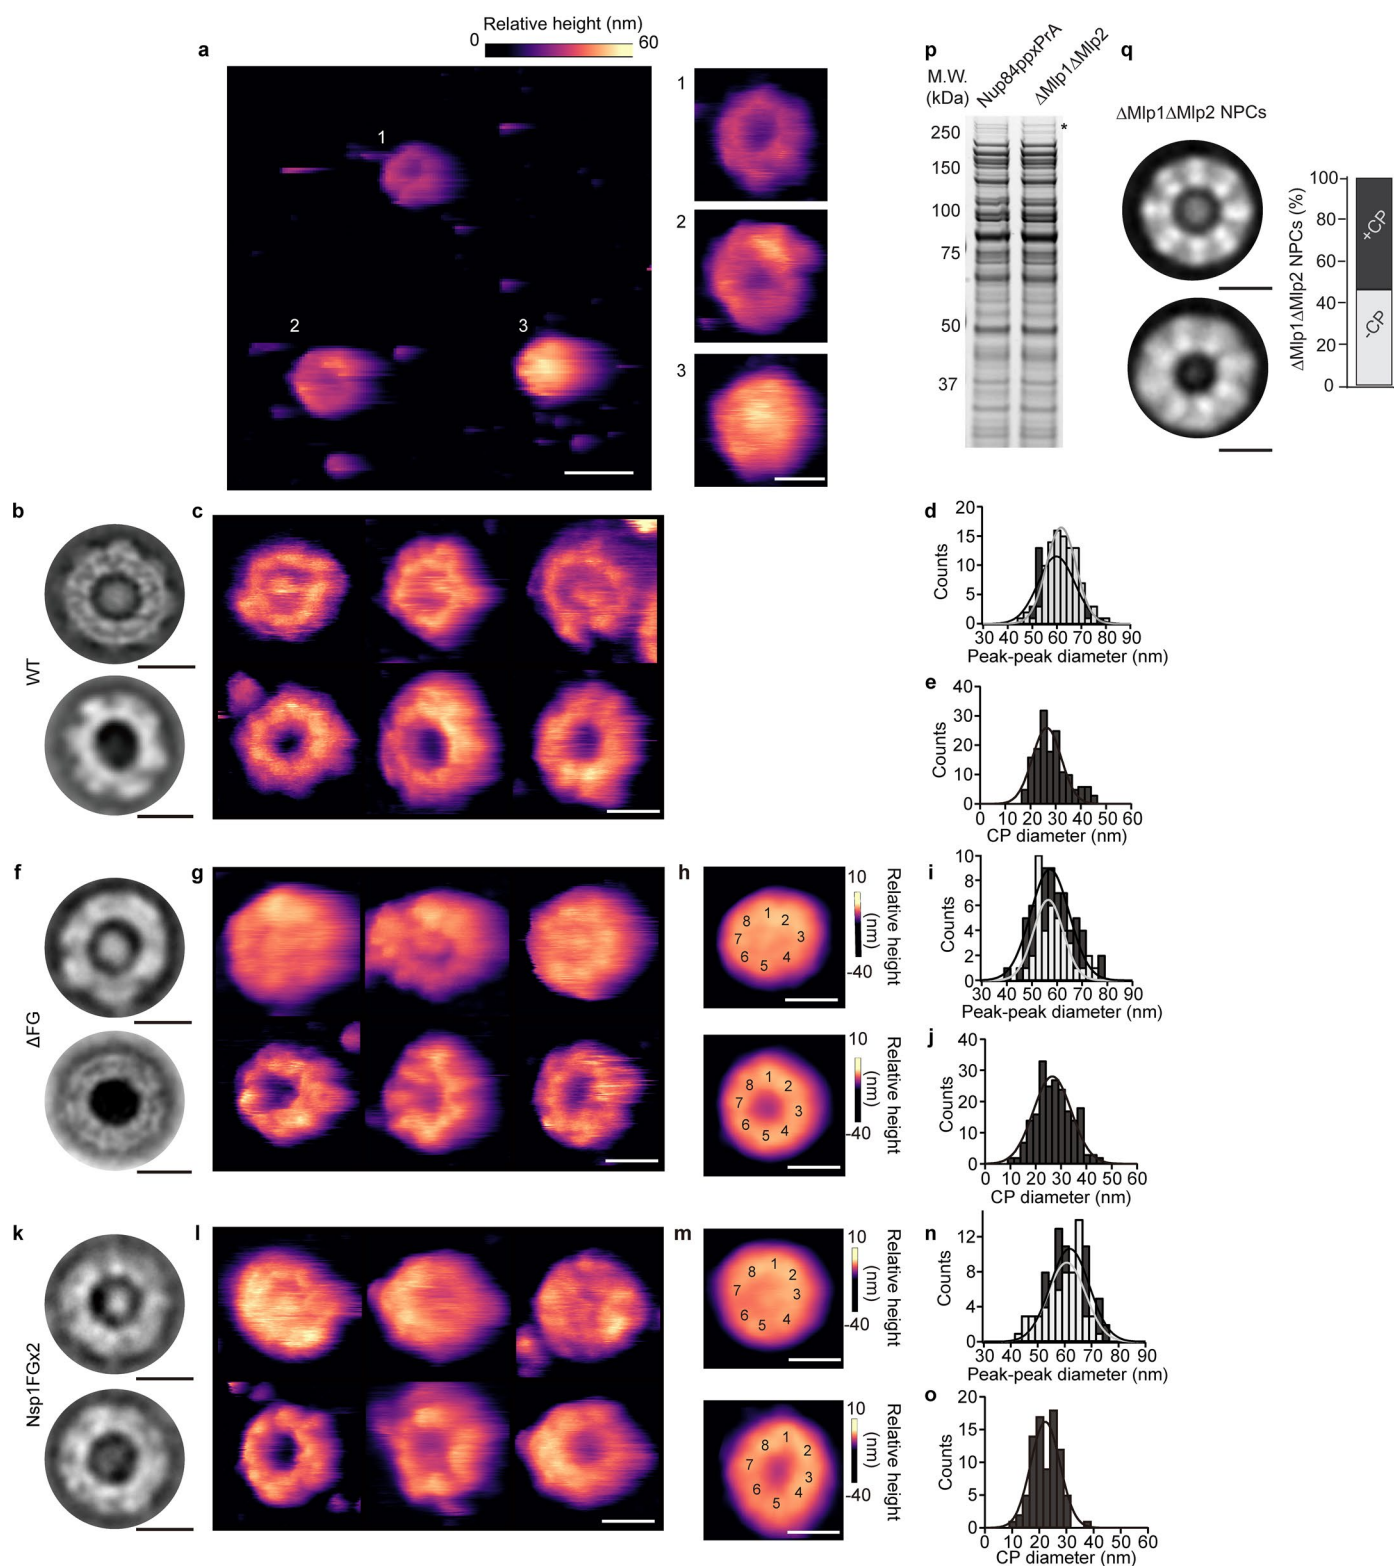 a
Relative height (nm)
0
60
1
2
3
1
2
3
p
M.W.
(kDa)
Nup84ppxPrA
ΔMlp1ΔMlp2
*
250
150
100
75
50
37
q
ΔMlp1ΔMlp2 NPCs
ΔMlp1ΔMlp2 NPCs (%)
100
80
60
40
20
0
+CP
-CP
b
WT
c
d
Counts
20
15
10
5
0
30 40 50 60 70 80 90
Peak-peak diameter (nm)
e
Counts
40
30
20
10
0
0 10 20 30 40 50 60
CP diameter (nm)
f
ΔFG
g
h
1 2 3 4 5 6 7 8
10
-40
Relative height
(nm)
1 2 3 4 5 6 7 8
10
-40
Relative height
(nm)
i
Counts
10
8
6
4
2
0
30 40 50 60 70 80 90
Peak-peak diameter (nm)
j
Counts
40
30
20
10
0
0 10 20 30 40 50 60
CP diameter (nm)
k
Nsp1FGx2
l
m
1 2 3 4 5 6 7 8
10
-40
Relative height
(nm)
1 2 3 4 5 6 7 8
10
-40
Relative height
(nm)
n
Counts
12
8
4
0
30 40 50 60 70 80 90
Peak-peak diameter (nm)
o
Counts
20
15
10
5
0
0 10 20 30 40 50 60
CP diameter (nm)